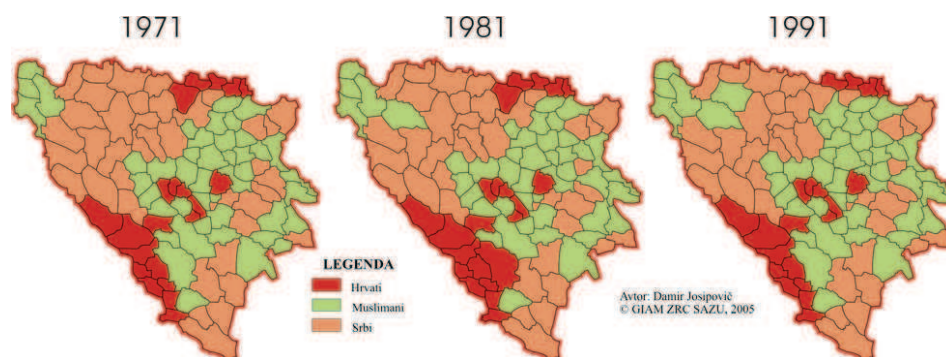 1971
1981
1991
LEGENDA
Hrvati
Muslimani
Srbi
Avtor: Damir Josipovič
© GIAM ZRC SAZU, 2005